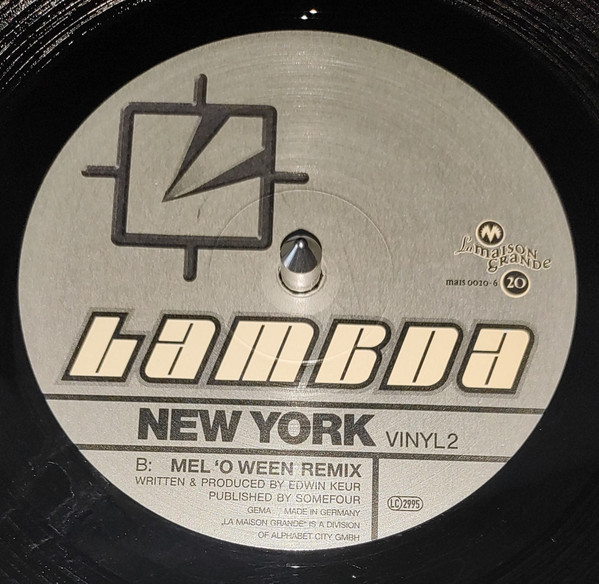 La maison
GRANDE
mais 0020-6 20
LAMBDA
NEW YORK VINYL2
B: MEL 'O WEEN REMIX
WRITTEN & PRODUCED BY EDWIN KEUR
PUBLISHED BY SOMEFOUR
GEMA . MADE IN GERMANY
„LA MAISON GRANDE" IS A DIVISION
OF ALPHABET CITY GMBH
LC 2995